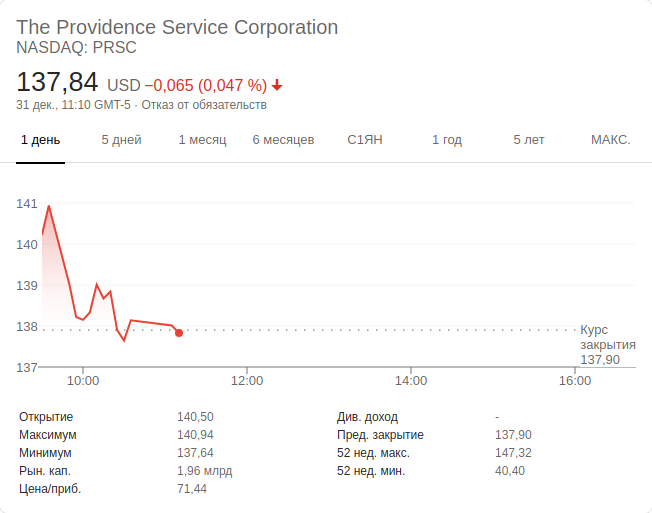 The Providence Service Corporation
NASDAQ: PRSC
137,84 USD −0,065 (0,047 %)
31 дек., 11:10 GMT-5 · Отказ от обязательств
1 день 5 дней 1 месяц 6 месяцев С1ЯН 1 год 5 лет МАКС.
141
140
139
138
137
Курс
закрытия
137,90
10:00 12:00 14:00 16:00
Открытие 140,50
Максимум 140,94
Минимум 137,64
Рын. кап. 1,96 млрд
Цена/приб. 71,44
Див. доход -
Пред. закрытие 137,90
52 нед. макс. 147,32
52 нед. мин. 40,40